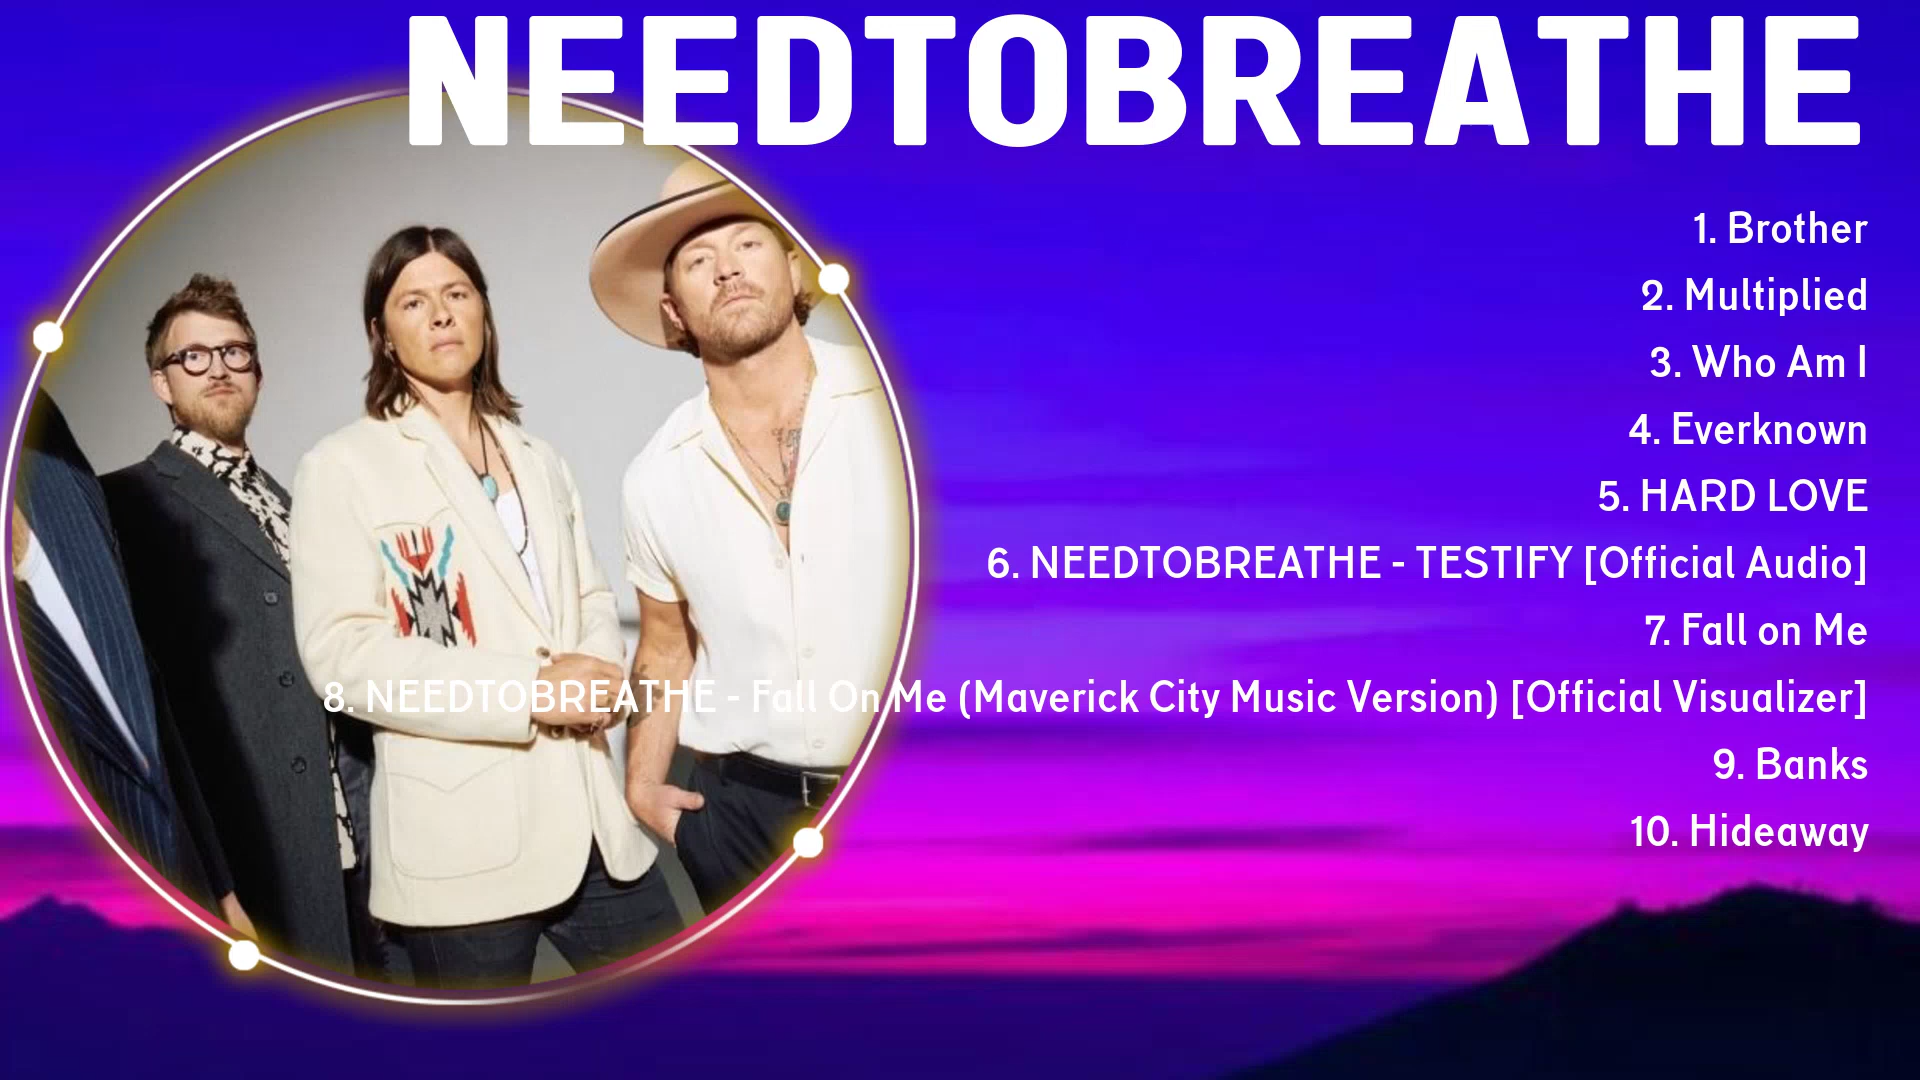 NEEDTOBREATHE
1. Brother
2. Multiplied
3. Who Am I
4. Everknown
5. HARD LOVE
6. NEEDTOBREATHE - TESTIFY [Official Audio]
7. Fall on Me
8. NEEDTOBREATHE - Fall On Me (Maverick City Music Version) [Official Visualizer]
9. Banks
10. Hideaway